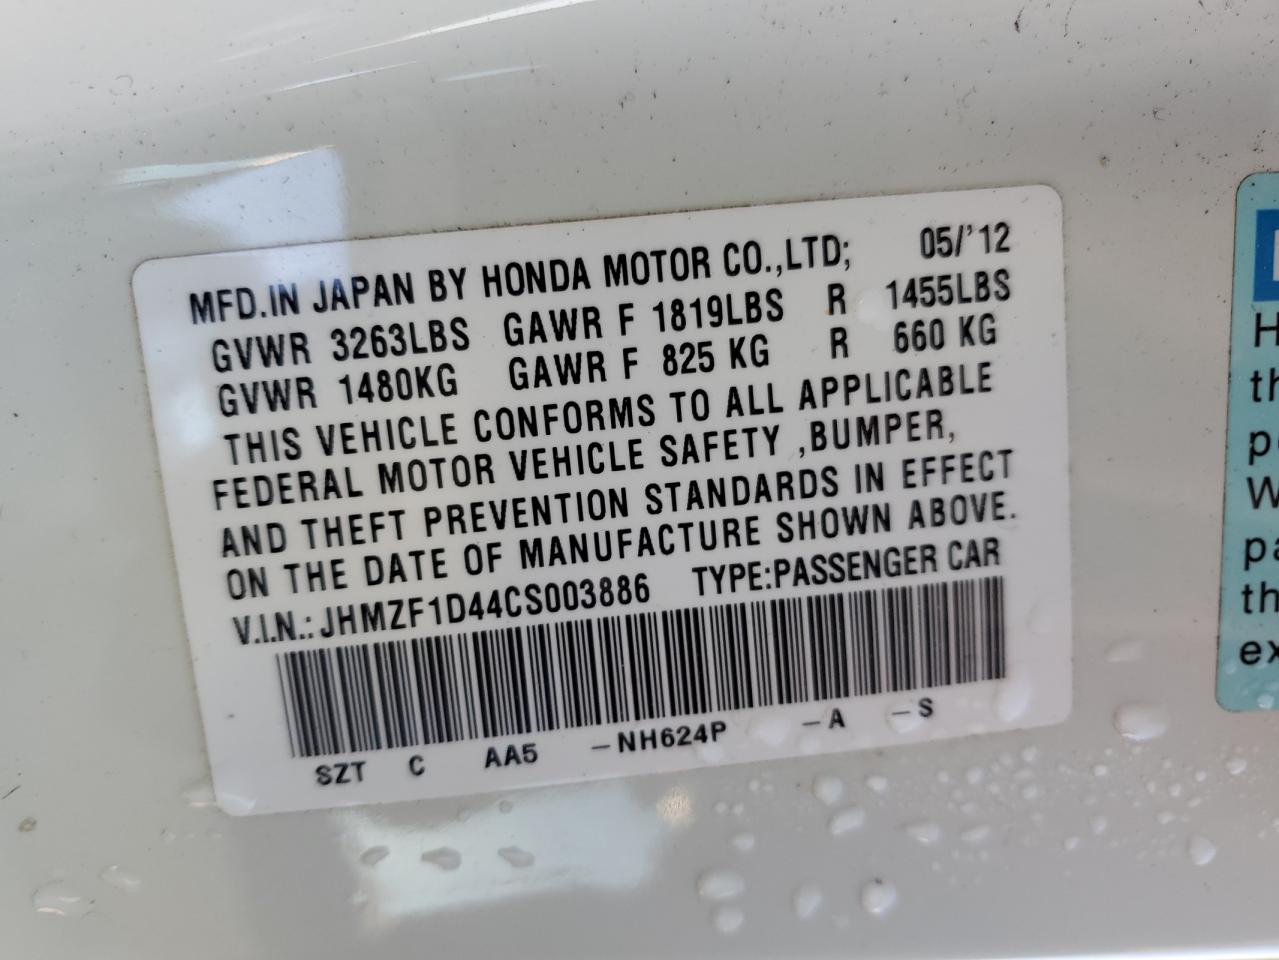 MFD.IN JAPAN BY HONDA MOTOR CO.,LTD; 05/'12
GVWR 3263LBS GAWR F 1819LBS R 1455LBS
GVWR 1480KG GAWR F 825 KG R 660 KG
THIS VEHICLE CONFORMS TO ALL APPLICABLE
FEDERAL MOTOR VEHICLE SAFETY ,BUMPER,
AND THEFT PREVENTION STANDARDS IN EFFECT
ON THE DATE OF MANUFACTURE SHOWN ABOVE.
V.I.N.: JHMZF1D44CS003886 TYPE:PASSENGER CAR
SZT C AA5 –NH624P –A –S